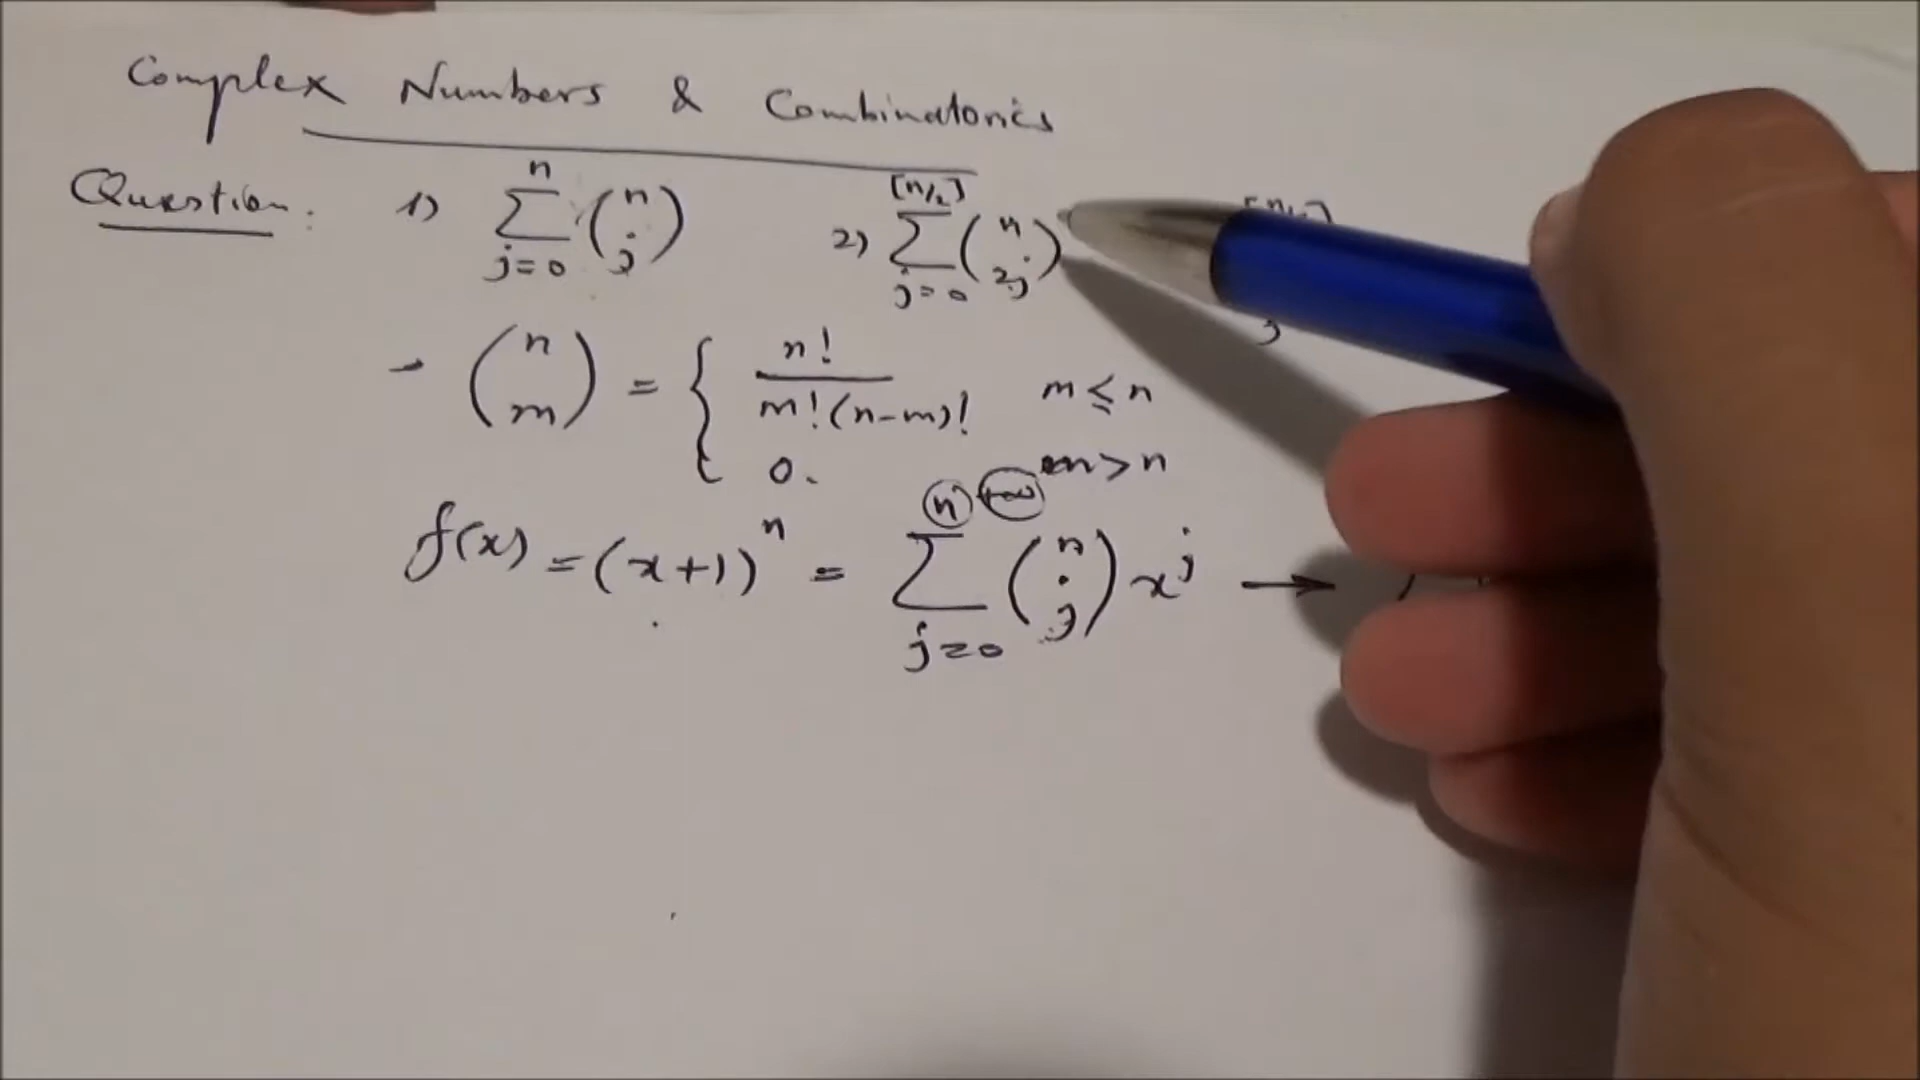 Complex Numbers & Combinatorics
Question: 1) ∑_{j=0}^{n} (n j) 2) ∑_{j=0}^{[n/2]} (n 2j)
- (n m) = { n! / m!(n-m)! m ≤ n
0. m > n
f(x) = (x+1)^n = ∑_{j=0}^{n +∞} (n j) x^j →